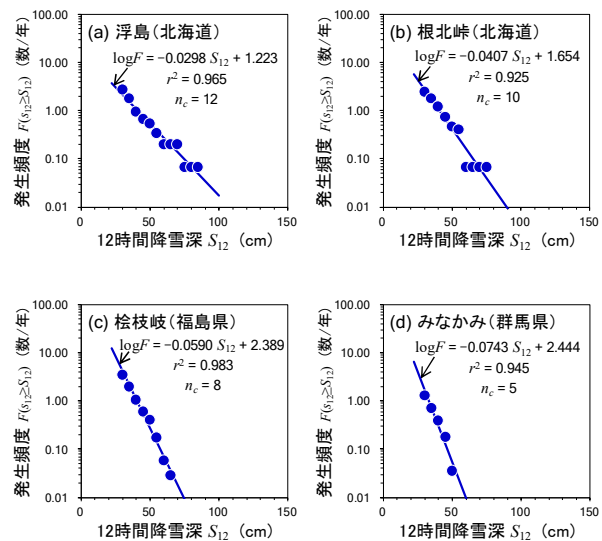 (a) 浮島(北海道)
logF = −0.0298 S12 + 1.223
r2 = 0.965
nc = 12
100.00
10.00
1.00
0.10
0.01
0
50
100
150
発生頻度 F(s12≥S12) (数/年)
12時間降雪深 S12 (cm)
(b) 根北峠(北海道)
logF = −0.0407 S12 + 1.654
r2 = 0.925
nc = 10
100.00
10.00
1.00
0.10
0.01
0
50
100
150
発生頻度 F(s12≥S12) (数/年)
12時間降雪深 S12 (cm)
(c) 桧枝岐(福島県)
logF = −0.0590 S12 + 2.389
r2 = 0.983
nc = 8
100.00
10.00
1.00
0.10
0.01
0
50
100
150
発生頻度 F(s12≥S12) (数/年)
12時間降雪深 S12 (cm)
(d) みなかみ(群馬県)
logF = −0.0743 S12 + 2.444
r2 = 0.945
nc = 5
100.00
10.00
1.00
0.10
0.01
0
50
100
150
発生頻度 F(s12≥S12) (数/年)
12時間降雪深 S12 (cm)